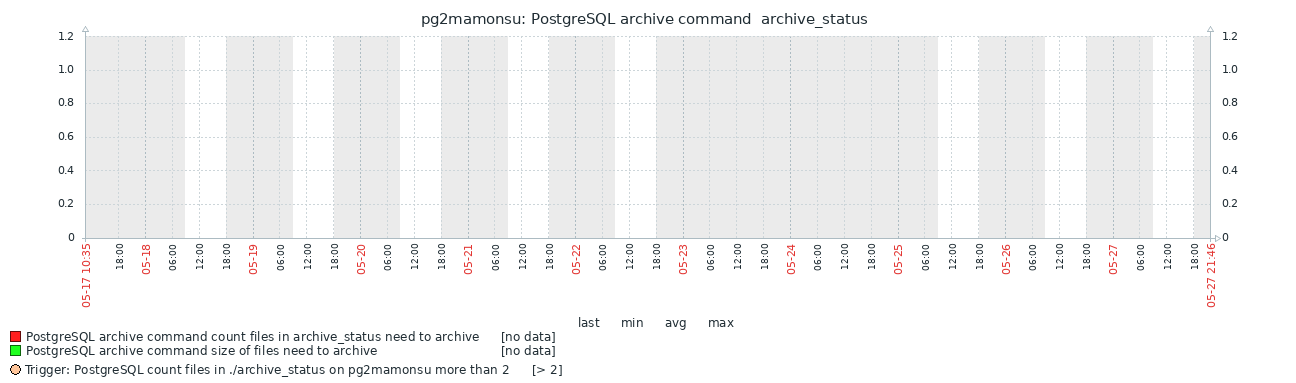 pg2mamonsu: PostgreSQL archive command  archive_status
1.2 1.2
1.0 1.0
0.8 0.8
0.6 0.6
0.4 0.4
0.2 0.2
0 0
05-17 10:35 18:00 05-18 06:00 12:00 18:00 05-19 06:00 12:00 18:00 05-20 06:00 12:00 18:00 05-21 06:00 12:00 18:00 05-22 06:00 12:00 18:00 05-23 06:00 12:00 18:00 05-24 06:00 12:00 18:00 05-25 06:00 12:00 18:00 05-26 06:00 12:00 18:00 05-27 06:00 12:00 18:00 05-27 21:46
last min avg max
PostgreSQL archive command count files in archive_status need to archive [no data]
PostgreSQL archive command size of files need to archive [no data]
Trigger: PostgreSQL count files in ./archive_status on pg2mamonsu more than 2 [> 2]